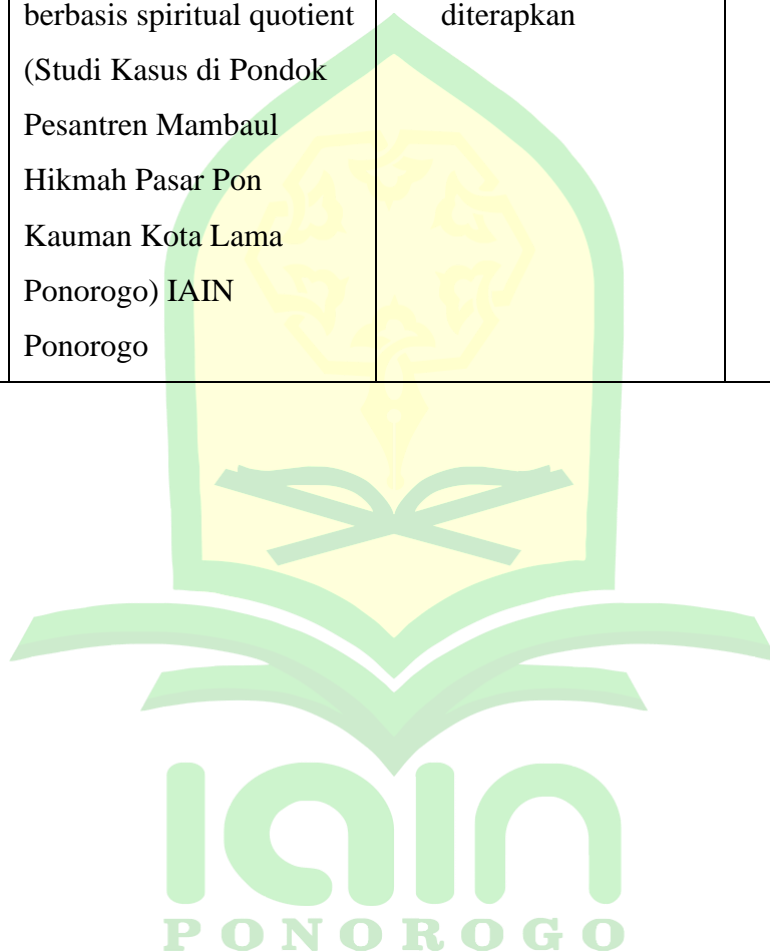 berbasis spiritual quotient
(Studi Kasus di Pondok
Pesantren Mambaul
Hikmah Pasar Pon
Kauman Kota Lama
Ponorogo) IAIN
Ponorogo
diterapkan
iain
PONOROGO